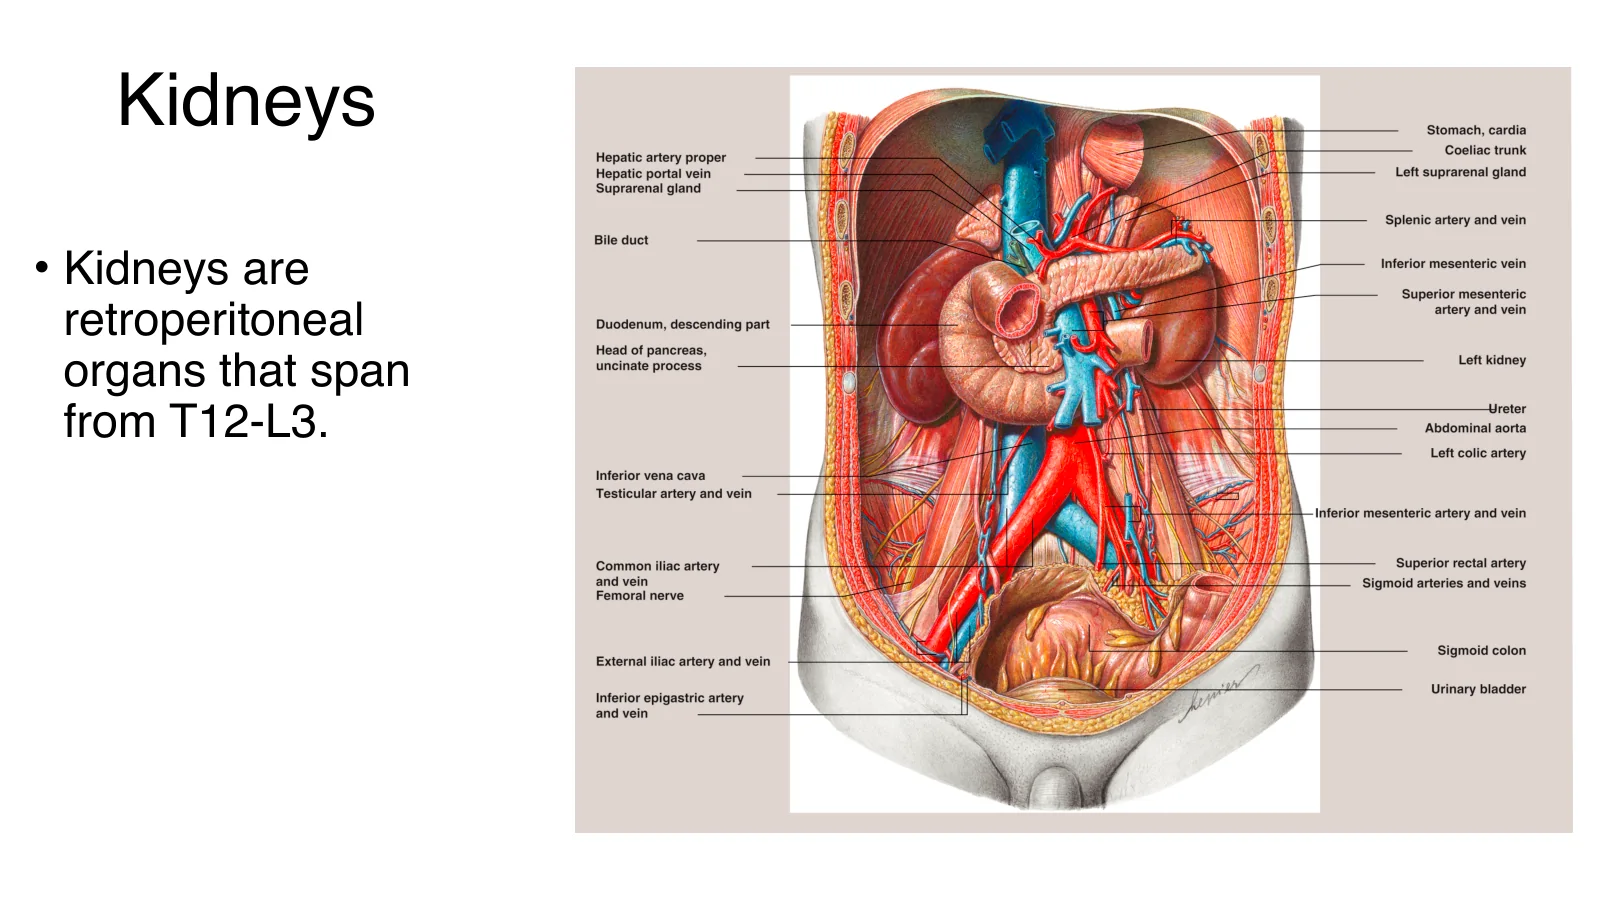 Kidneys
• Kidneys are
retroperitoneal
organs that span
from T12-L3.
Hepatic artery proper
Hepatic portal vein
Suprarenal gland
Bile duct
Duodenum, descending part
Head of pancreas,
uncinate process
Inferior vena cava
Testicular artery and vein
Common iliac artery
and vein
Femoral nerve
External iliac artery and vein
Inferior epigastric artery
and vein
Stomach, cardia
Coeliac trunk
Left suprarenal gland
Splenic artery and vein
Inferior mesenteric vein
Superior mesenteric
artery and vein
Left kidney
Ureter
Abdominal aorta
Left colic artery
Inferior mesenteric artery and vein
Superior rectal artery
Sigmoid arteries and veins
Sigmoid colon
Urinary bladder